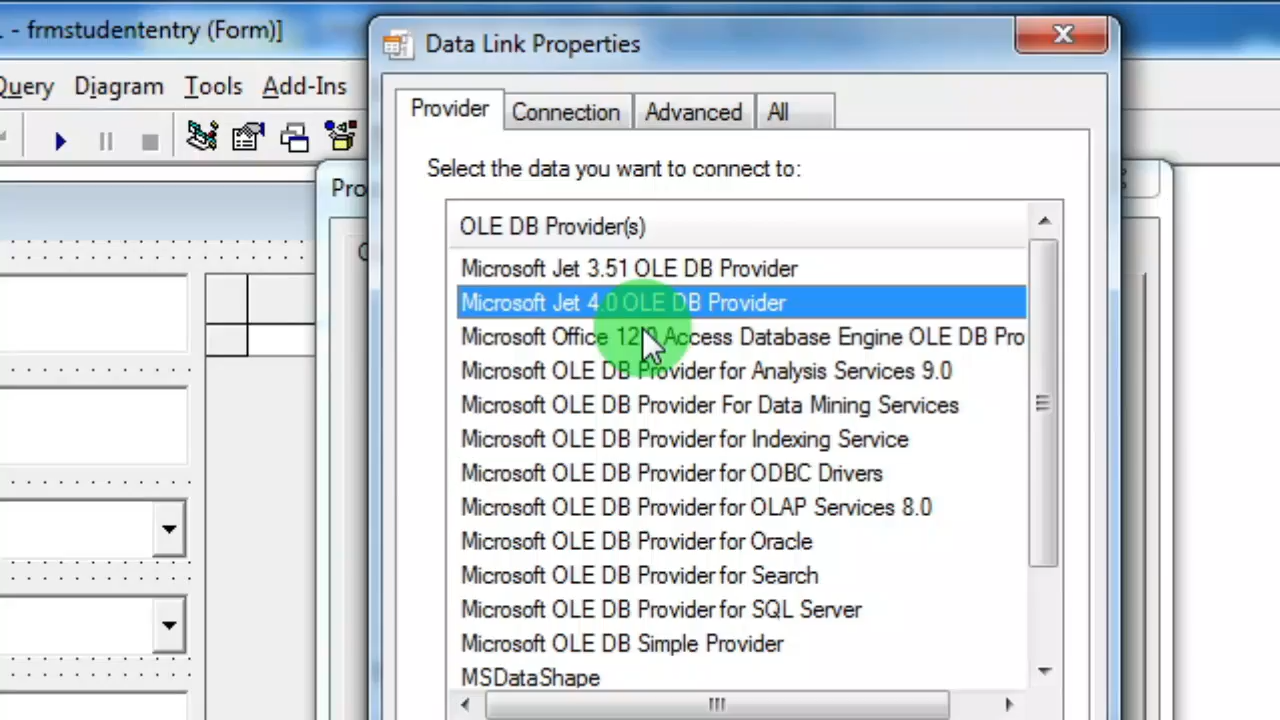 - frmstudententry (Form)]
Data Link Properties
Query Diagram Tools Add-Ins
Provider Connection Advanced All
Select the data you want to connect to:
Pro
OLE DB Provider(s)
Microsoft Jet 3.51 OLE DB Provider
Microsoft Jet 4.0 OLE DB Provider
Microsoft Office 12.0 Access Database Engine OLE DB Pro
Microsoft OLE DB Provider for Analysis Services 9.0
Microsoft OLE DB Provider For Data Mining Services
Microsoft OLE DB Provider for Indexing Service
Microsoft OLE DB Provider for ODBC Drivers
Microsoft OLE DB Provider for OLAP Services 8.0
Microsoft OLE DB Provider for Oracle
Microsoft OLE DB Provider for Search
Microsoft OLE DB Provider for SQL Server
Microsoft OLE DB Simple Provider
MSDataShape